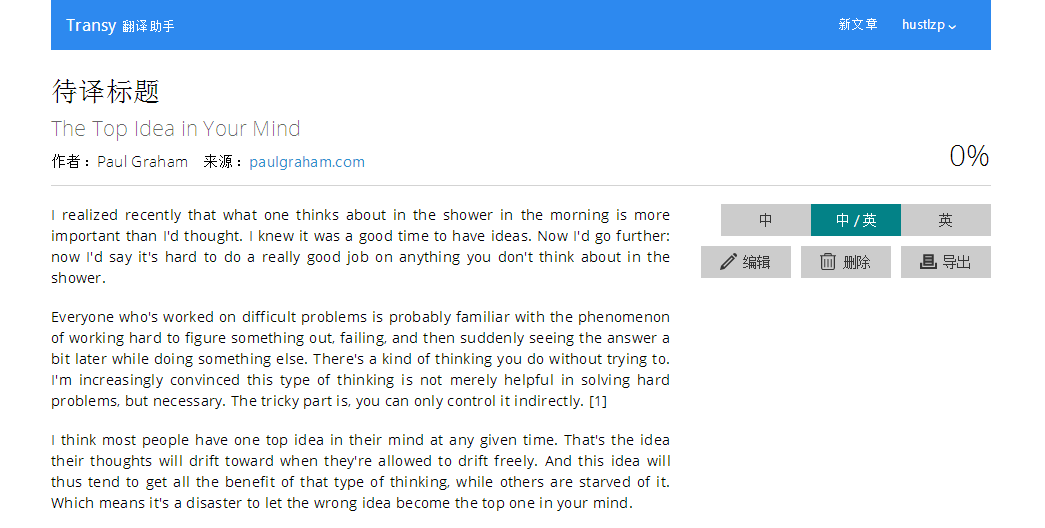 Transy 翻译助手 新文章 hustlzp
待译标题
The Top Idea in Your Mind
作者：Paul Graham 来源：paulgraham.com
0%
I realized recently that what one thinks about in the shower in the morning is more
important than I'd thought. I knew it was a good time to have ideas. Now I'd go further:
now I'd say it's hard to do a really good job on anything you don't think about in the
shower.
中 中 / 英 英
编辑 删除 导出
Everyone who's worked on difficult problems is probably familiar with the phenomenon
of working hard to figure something out, failing, and then suddenly seeing the answer a
bit later while doing something else. There's a kind of thinking you do without trying to.
I'm increasingly convinced this type of thinking is not merely helpful in solving hard
problems, but necessary. The tricky part is, you can only control it indirectly. [1]
I think most people have one top idea in their mind at any given time. That's the idea
their thoughts will drift toward when they're allowed to drift freely. And this idea will
thus tend to get all the benefit of that type of thinking, while others are starved of it.
Which means it's a disaster to let the wrong idea become the top one in your mind.